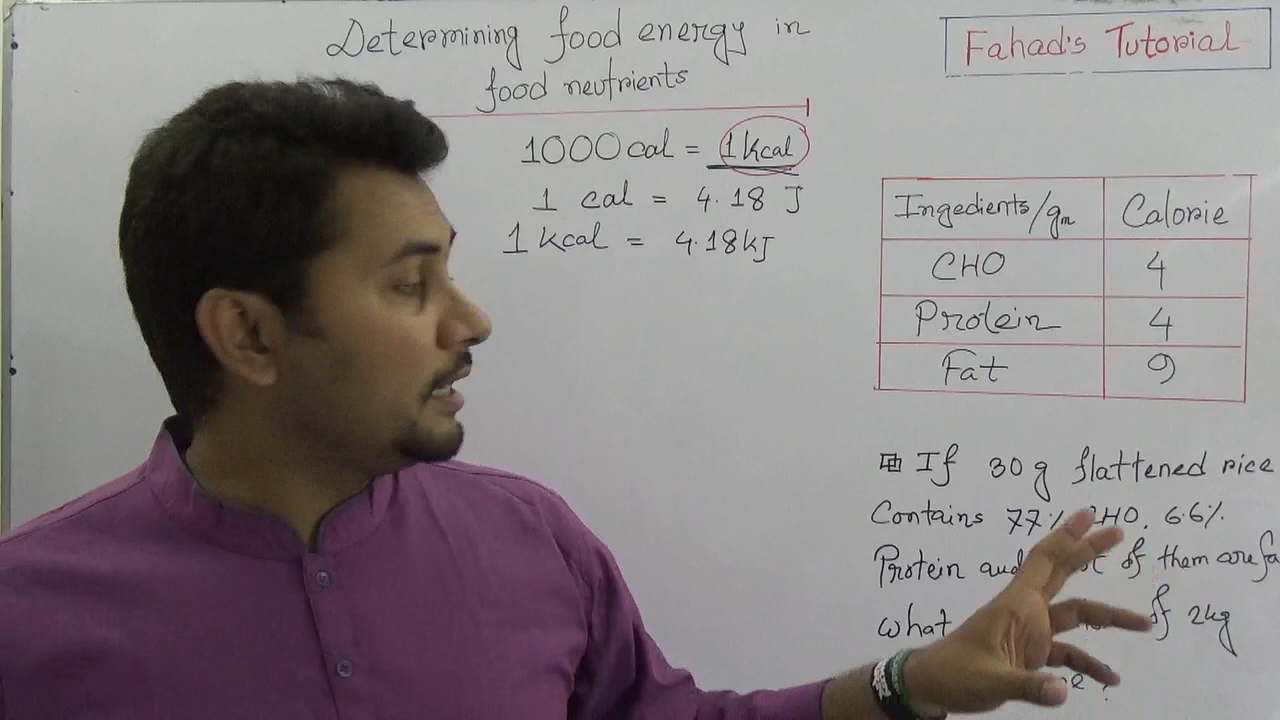 Determining food energy in
food neutrients
Fahad's Tutorial
1000 cal = 1 Kcal
1 cal = 4.18 J
1 kcal = 4.18 kJ
Ingedients/gm Calorie
CHO 4
Protein 4
Fat 9
If 30 g flattened rice
Contains 77% CHO, 6.6%
Protein and of them are fa
what of 2kg
?